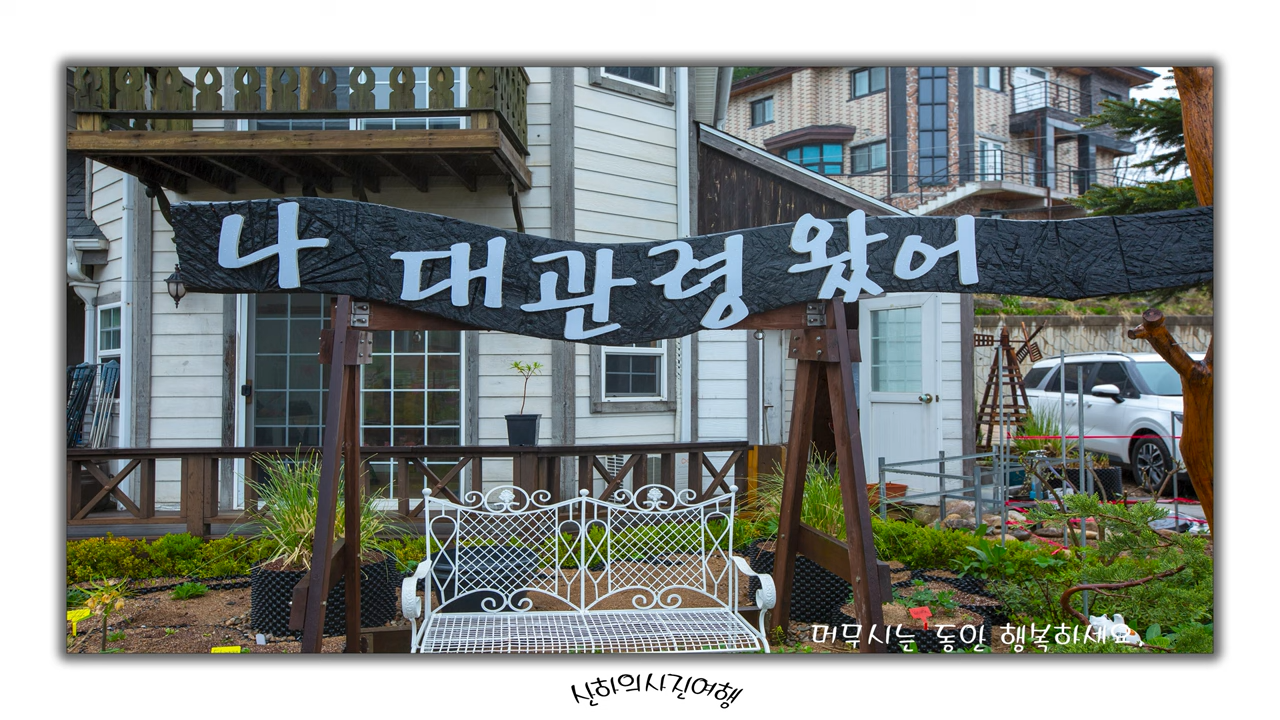 나 대관령 왔어
머무시는 동안 행복하세요.
산하의사진여행